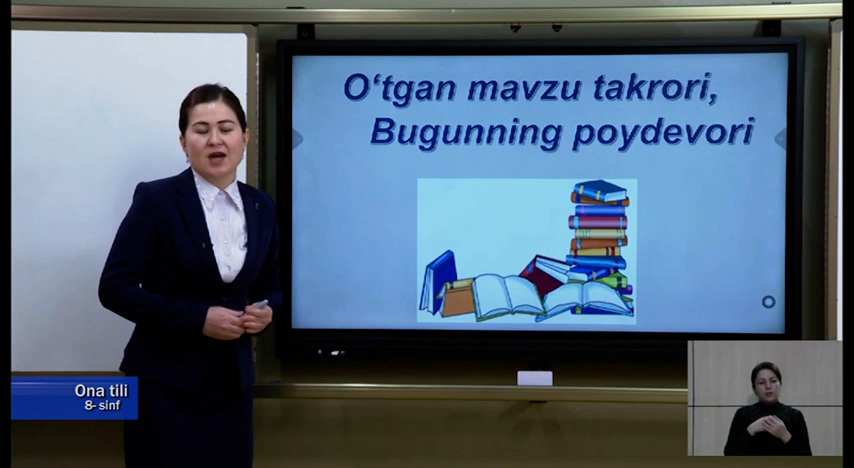 O‘tgan mavzu takrori,
Bugunning poydevori
Ona tili
8- sinf